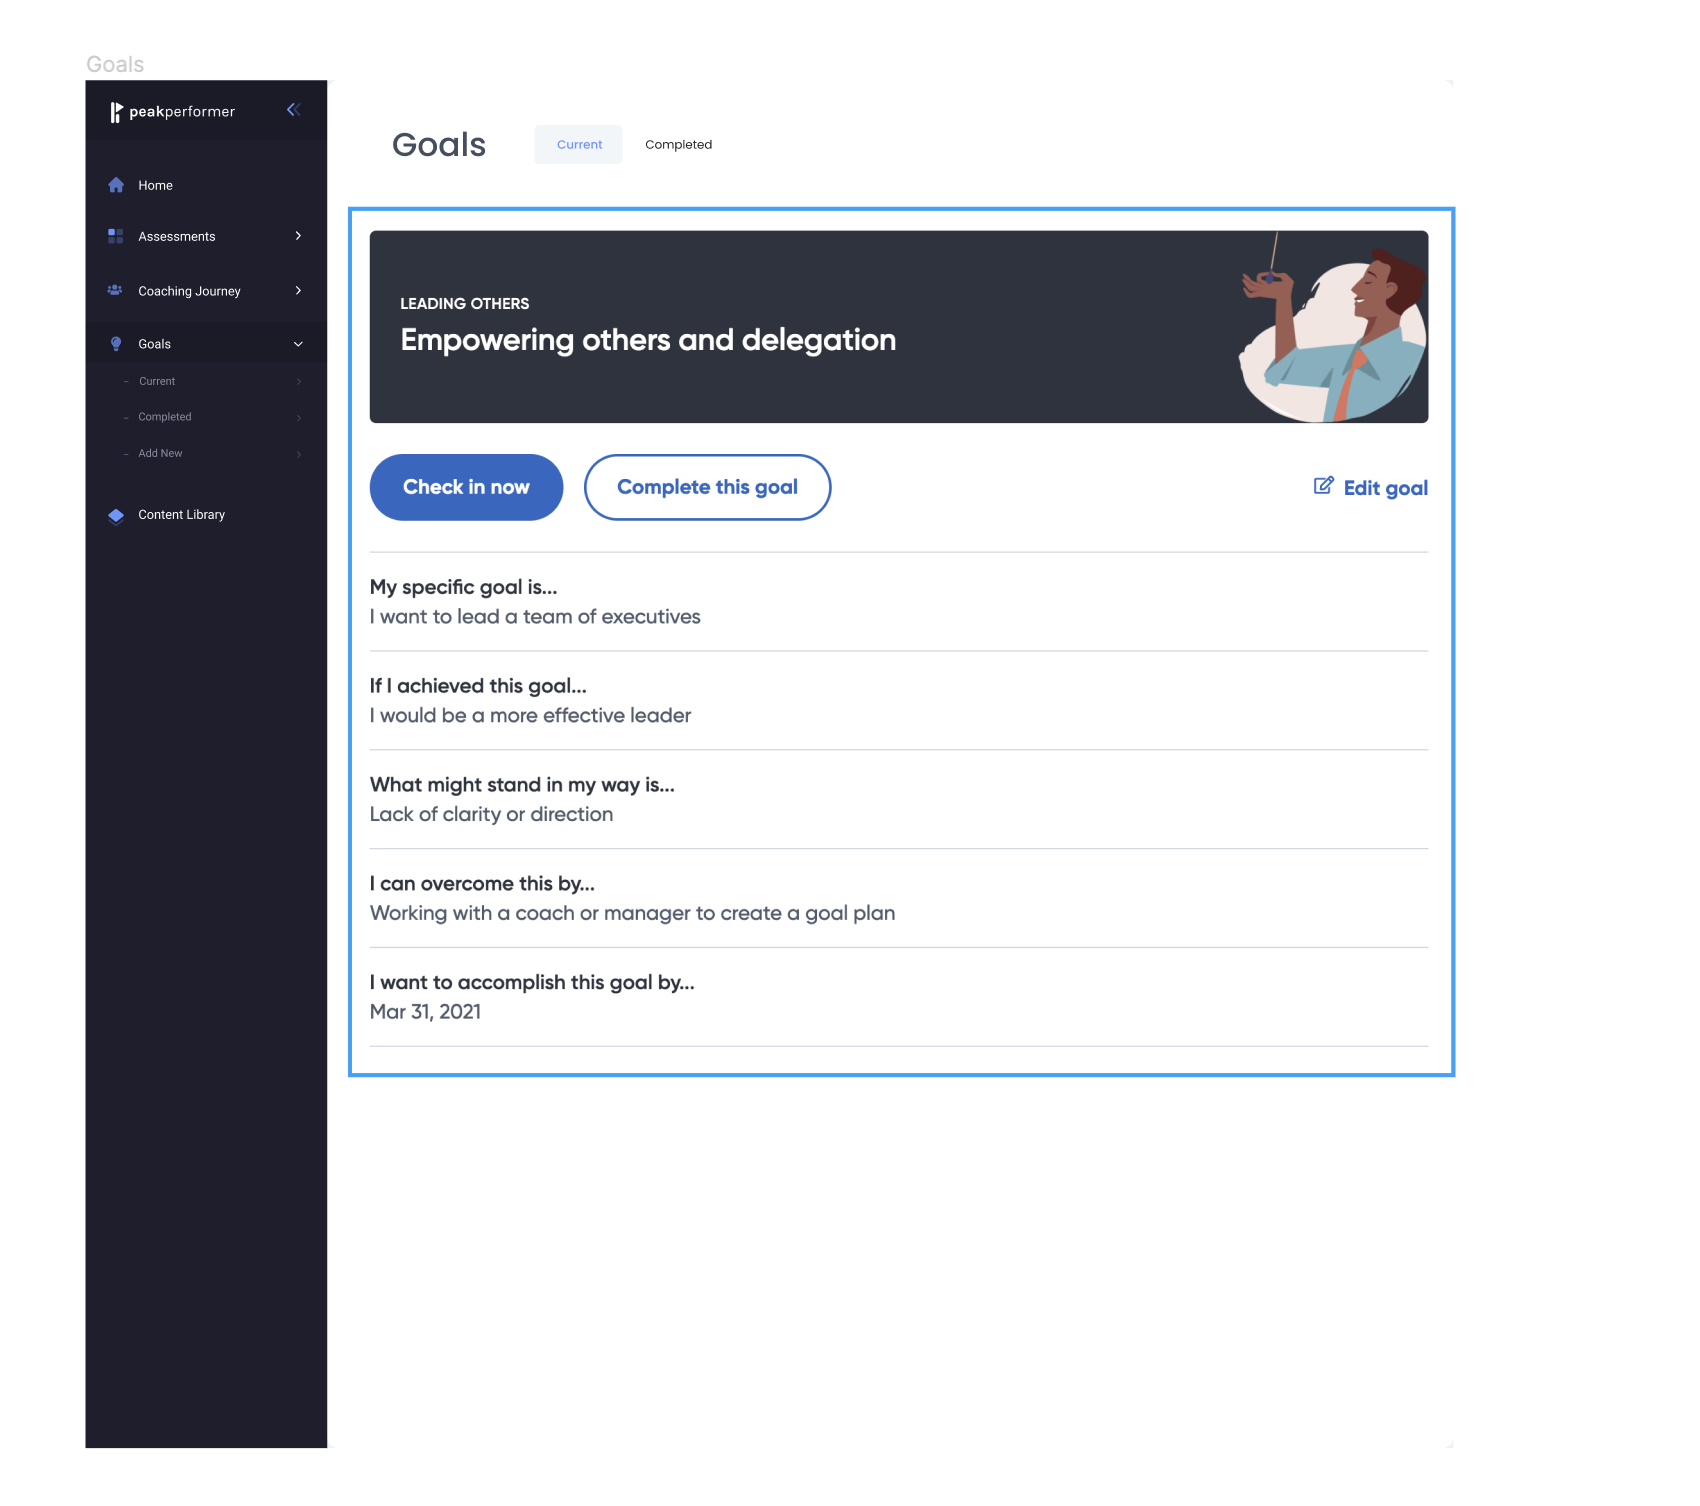 Goals
peakperformer
Home
Assessments
Coaching Journey
Goals
- Current
- Completed
- Add New
Content Library
Goals
Current
Completed
LEADING OTHERS
Empowering others and delegation
Check in now
Complete this goal
Edit goal
My specific goal is...
I want to lead a team of executives
If I achieved this goal...
I would be a more effective leader
What might stand in my way is...
Lack of clarity or direction
I can overcome this by...
Working with a coach or manager to create a goal plan
I want to accomplish this goal by...
Mar 31, 2021